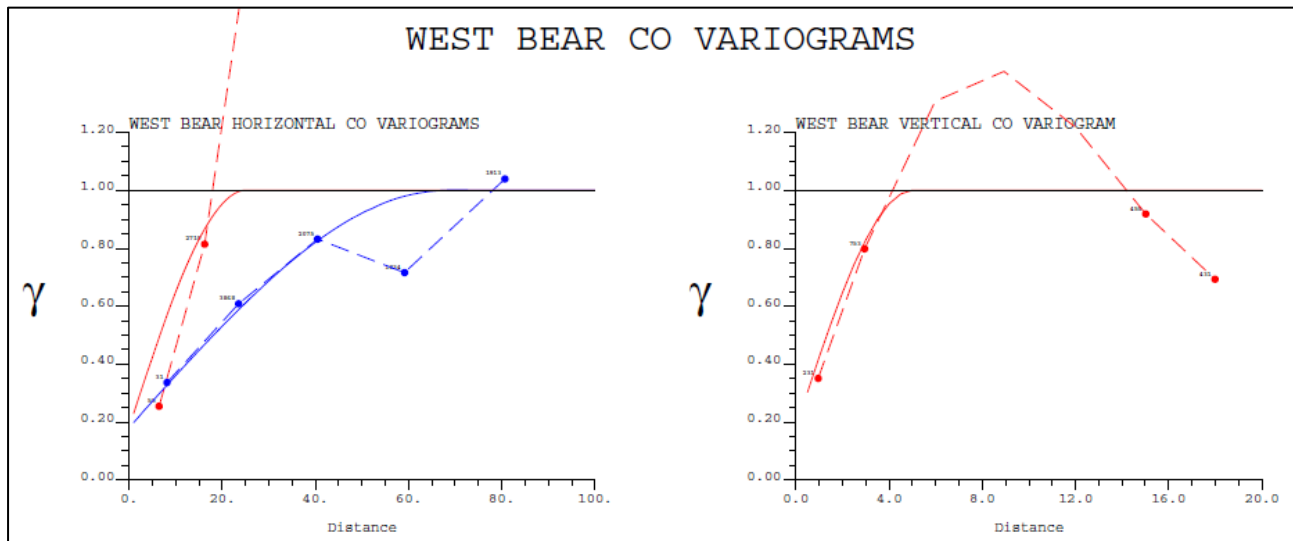 WEST BEAR CO VARIOGRAMS
WEST BEAR HORIZONTAL CO VARIOGRAMS
1.20
1.00
0.80
0.60
0.40
0.20
0.00
γ
0. 20. 40. 60. 80. 100.
Distance
WEST BEAR VERTICAL CO VARIOGRAM
1.20
1.00
0.80
0.60
0.40
0.20
0.00
γ
0.0 4.0 8.0 12.0 16.0 20.0
Distance